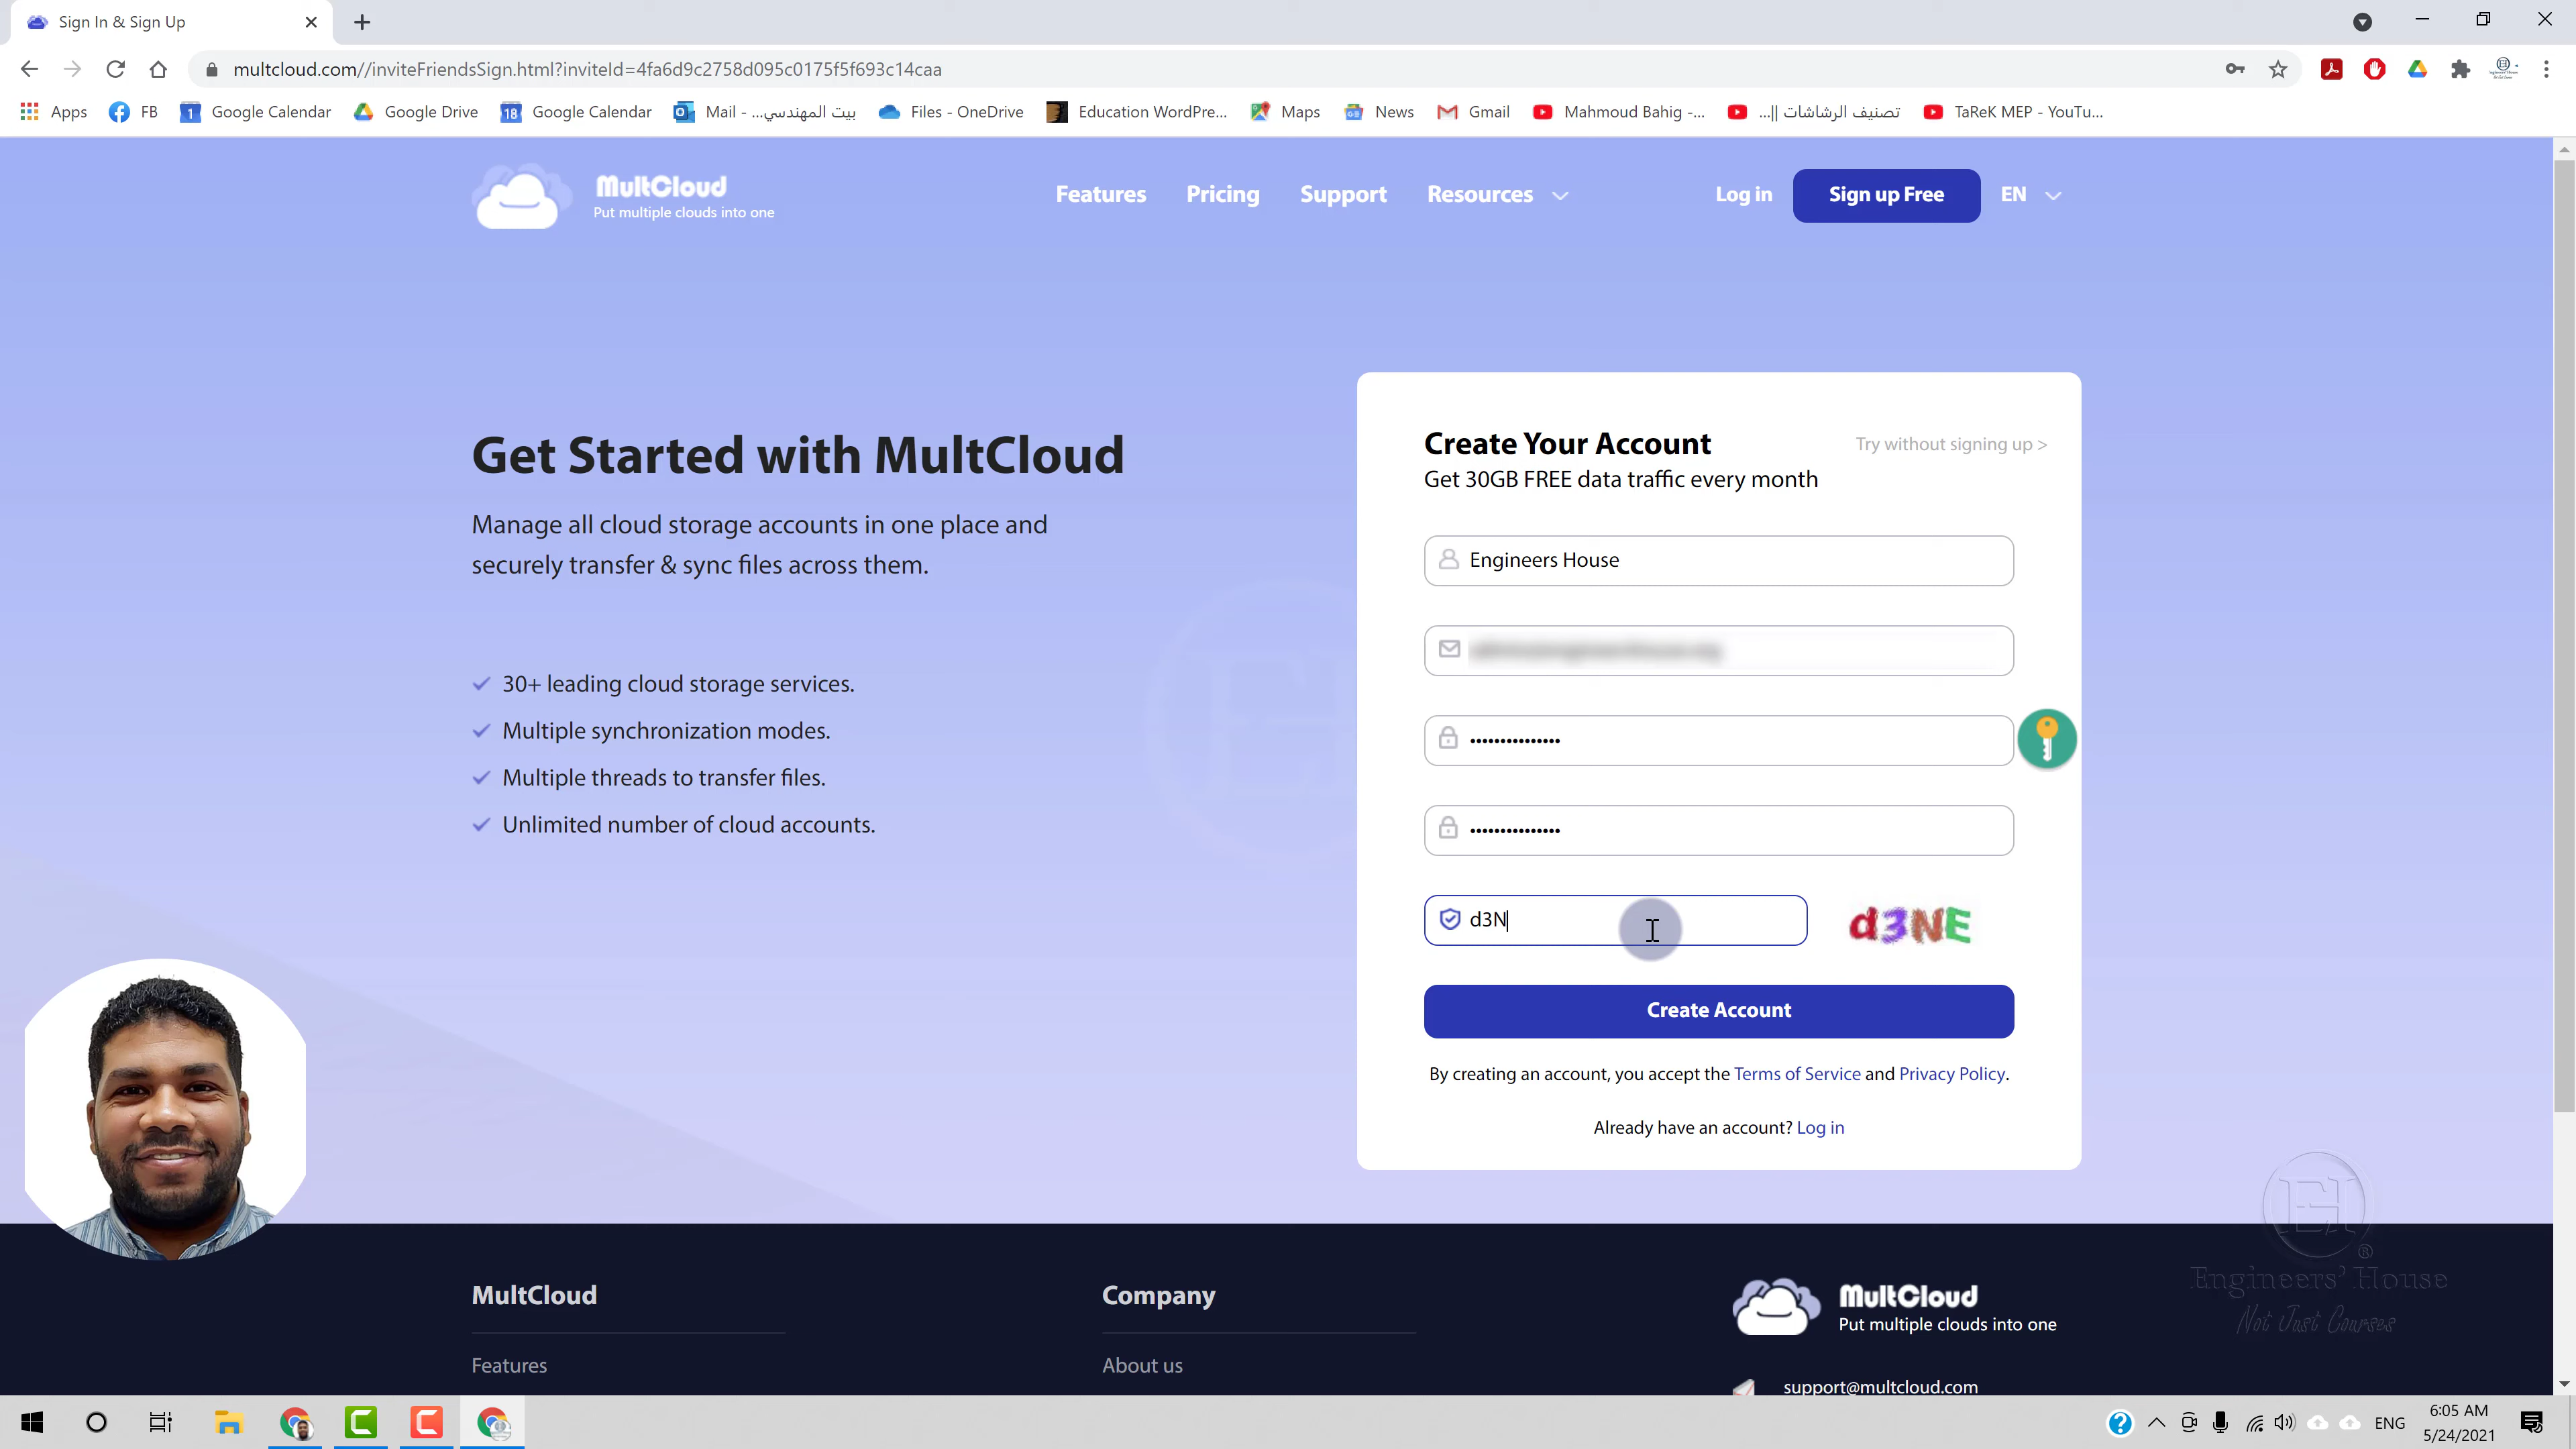 Sign In & Sign Up
multcloud.com//inviteFriendsSign.html?inviteId=4fa6d9c2758d095c0175f5f693c14caa
Apps FB Google Calendar Google Drive Google Calendar Mail - ...بيت المهندسي Files - OneDrive Education WordPre... Maps News Gmail Mahmoud Bahig -... تصنيف الرشاشات ||... TaReK MEP - YouTu...
MultCloud
Put multiple clouds into one
Features Pricing Support Resources Log in Sign up Free EN
Get Started with MultCloud
Manage all cloud storage accounts in one place and
securely transfer & sync files across them.
30+ leading cloud storage services.
Multiple synchronization modes.
Multiple threads to transfer files.
Unlimited number of cloud accounts.
Create Your Account
Try without signing up >
Get 30GB FREE data traffic every month
Engineers House
d3N
d3NE
Create Account
By creating an account, you accept the Terms of Service and Privacy Policy.
Already have an account? Log in
EH
®
Engineers' House
Not Just Courses
MultCloud
Features
Company
About us
MultCloud
Put multiple clouds into one
support@multcloud.com
ENG
6:05 AM
5/24/2021